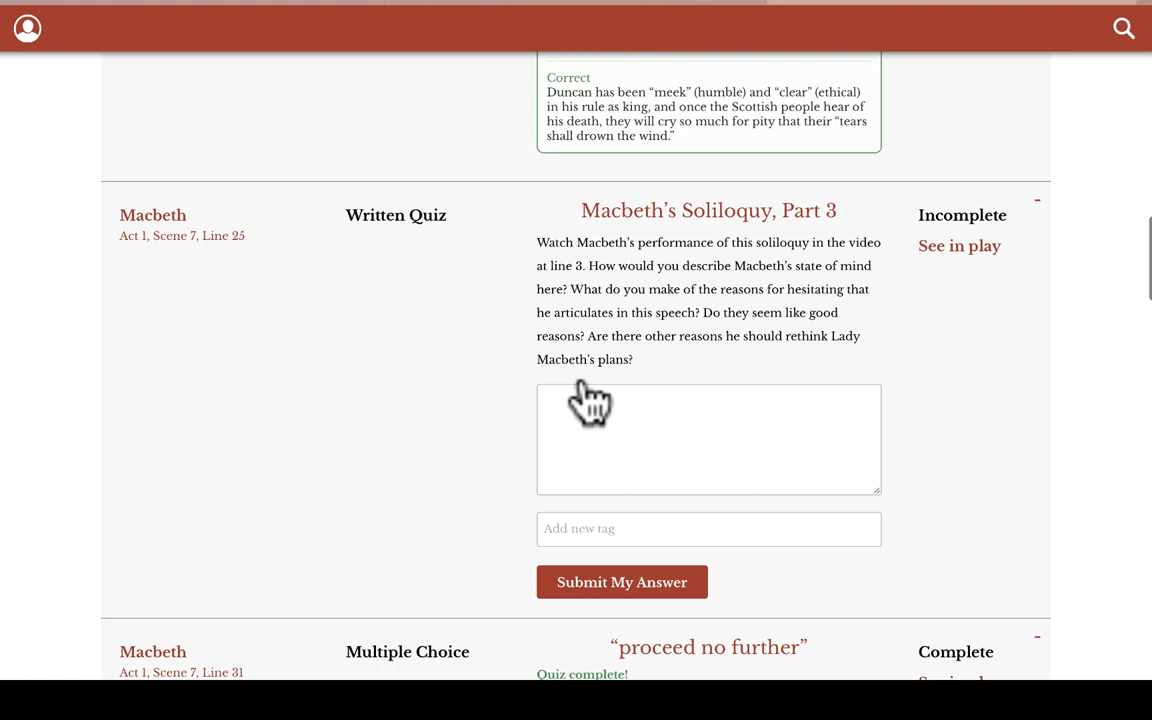 Correct
Duncan has been “meek” (humble) and “clear” (ethical)
in his rule as king, and once the Scottish people hear of
his death, they will cry so much for pity that their “tears
shall drown the wind.”
Macbeth
Act 1, Scene 7, Line 25
Written Quiz
Macbeth’s Soliloquy, Part 3
Watch Macbeth’s performance of this soliloquy in the video
at line 3. How would you describe Macbeth’s state of mind
here? What do you make of the reasons for hesitating that
he articulates in this speech? Do they seem like good
reasons? Are there other reasons he should rethink Lady
Macbeth’s plans?
Add new tag
Submit My Answer
Incomplete
-
See in play
Macbeth
Act 1, Scene 7, Line 31
Multiple Choice
“proceed no further”
Quiz complete!
Complete
-